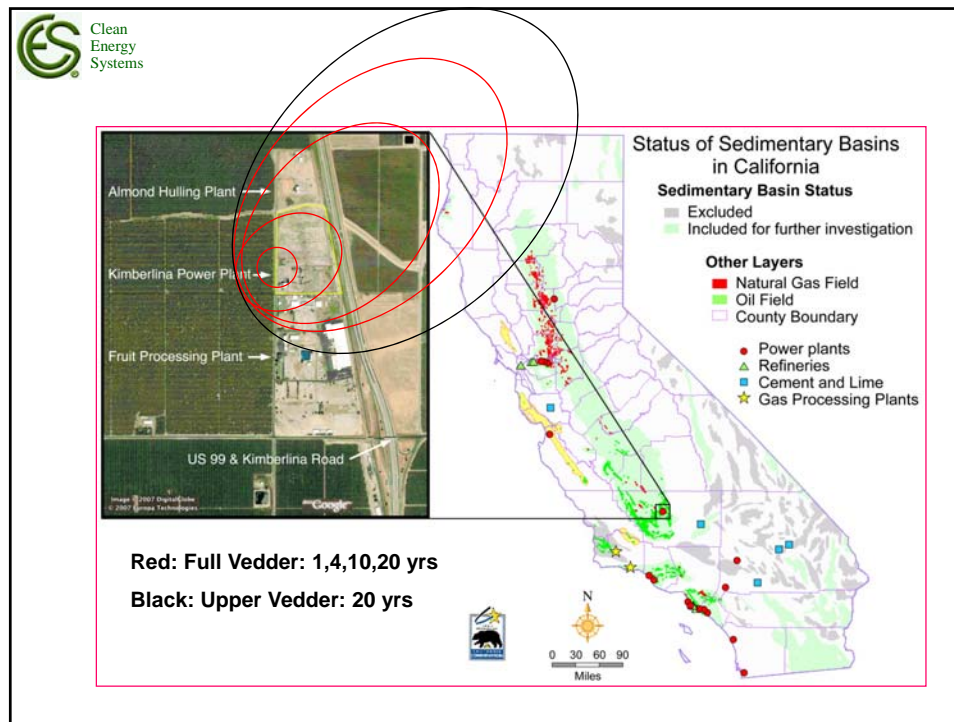 CES
Clean
Energy
Systems
Almond Hulling Plant
Kimberlina Power Plant
Fruit Processing Plant
US 99 & Kimberlina Road
Image © 2007 DigitalGlobe
© 2007 Europa Technologies
Google
Status of Sedimentary Basins
in California
Sedimentary Basin Status
Excluded
Included for further investigation
Other Layers
Natural Gas Field
Oil Field
County Boundary
Power plants
Refineries
Cement and Lime
Gas Processing Plants
Red: Full Vedder: 1,4,10,20 yrs
Black: Upper Vedder: 20 yrs
N
0 30 60 90
Miles